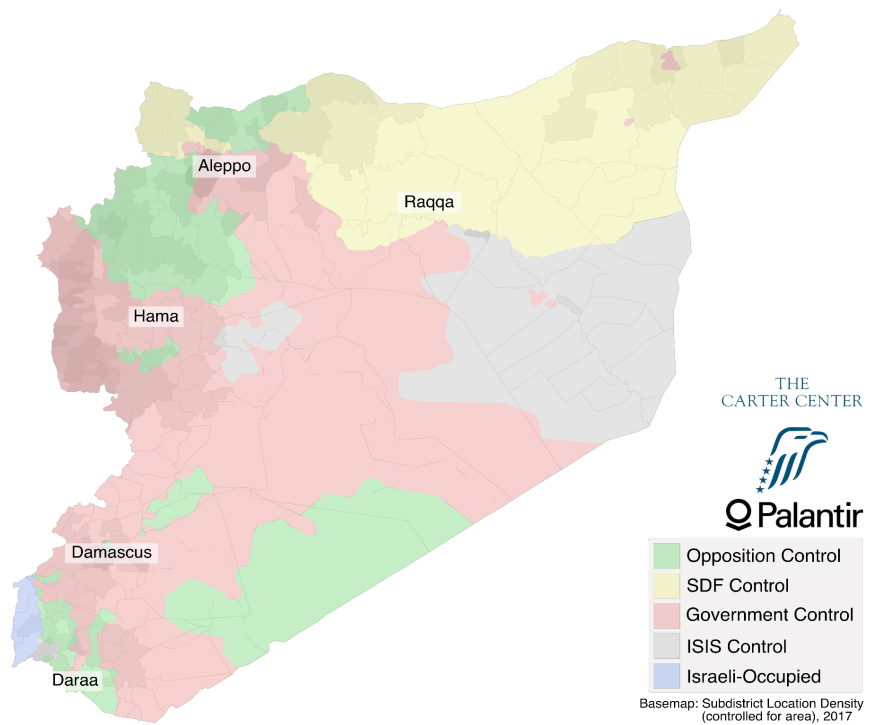 Aleppo
Raqqa
Hama
Damascus
Daraa
THE
CARTER CENTER
Palantir
Opposition Control
SDF Control
Government Control
ISIS Control
Israeli-Occupied
Basemap: Subdistrict Location Density
(controlled for area), 2017